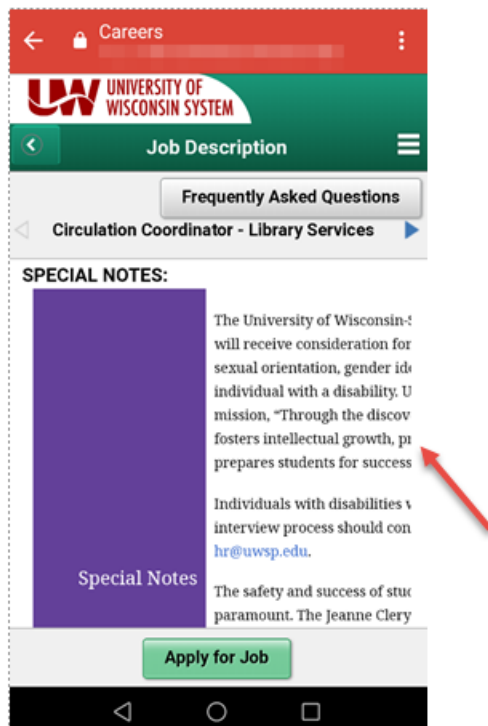 Careers
UW UNIVERSITY OF
WISCONSIN SYSTEM
Job Description
Frequently Asked Questions
Circulation Coordinator - Library Services
SPECIAL NOTES:
The University of Wisconsin-
will receive consideration for
sexual orientation, gender
individual with a disability. U
mission, “Through the discov
fosters intellectual growth, pr
prepares students for success
Individuals with disabilities
interview process should con
hr@uwsp.edu.
Special Notes
The safety and success of
paramount. The Jeanne Clery
Apply for Job